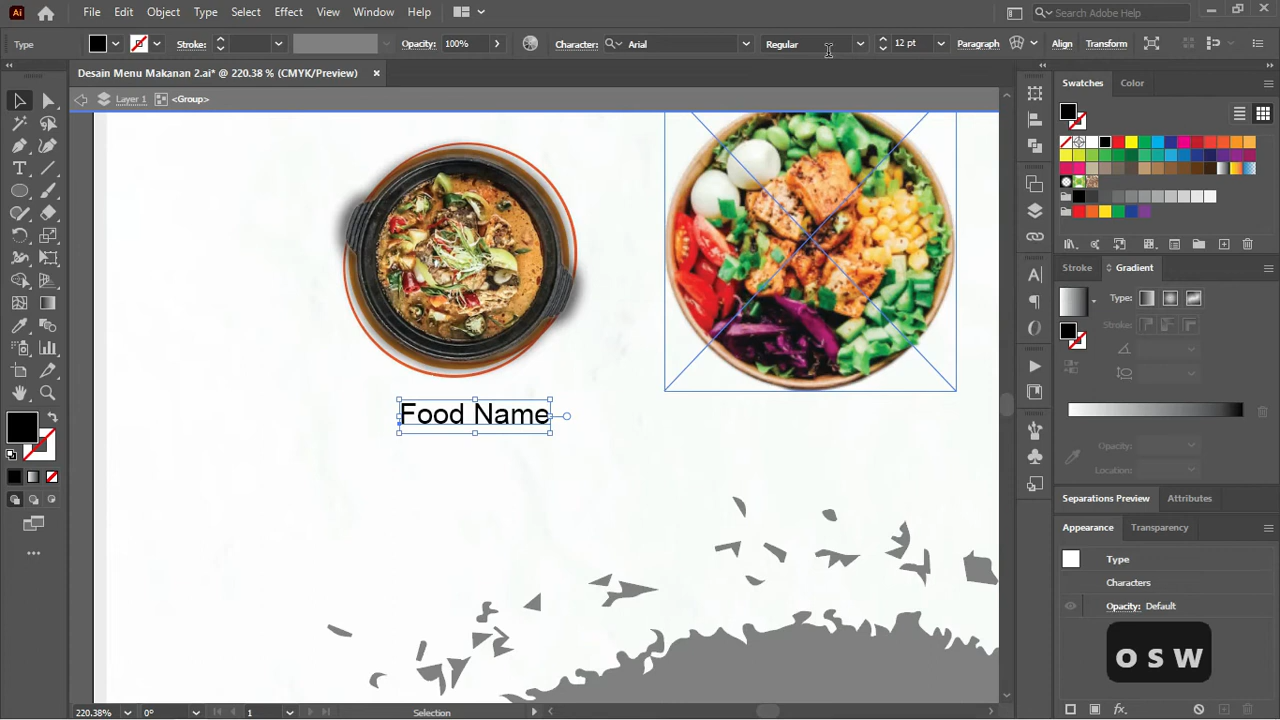 Ai File Edit Object Type Select Effect View Window Help Search Adobe Help
Type Stroke: Opacity: 100% Character: Arial Regular 12 pt Paragraph Align Transform
Desain Menu Makanan 2.ai* @ 220.38 % (CMYK/Preview)
Layer 1 <Group>
Swatches Color
Stroke Gradient
Type:
Stroke:
Opacity:
Location:
Food Name
Separations Preview Attributes
Appearance Transparency
Type
Characters
Opacity: Default
o s w
fx
220.38% 0° 1 Selection